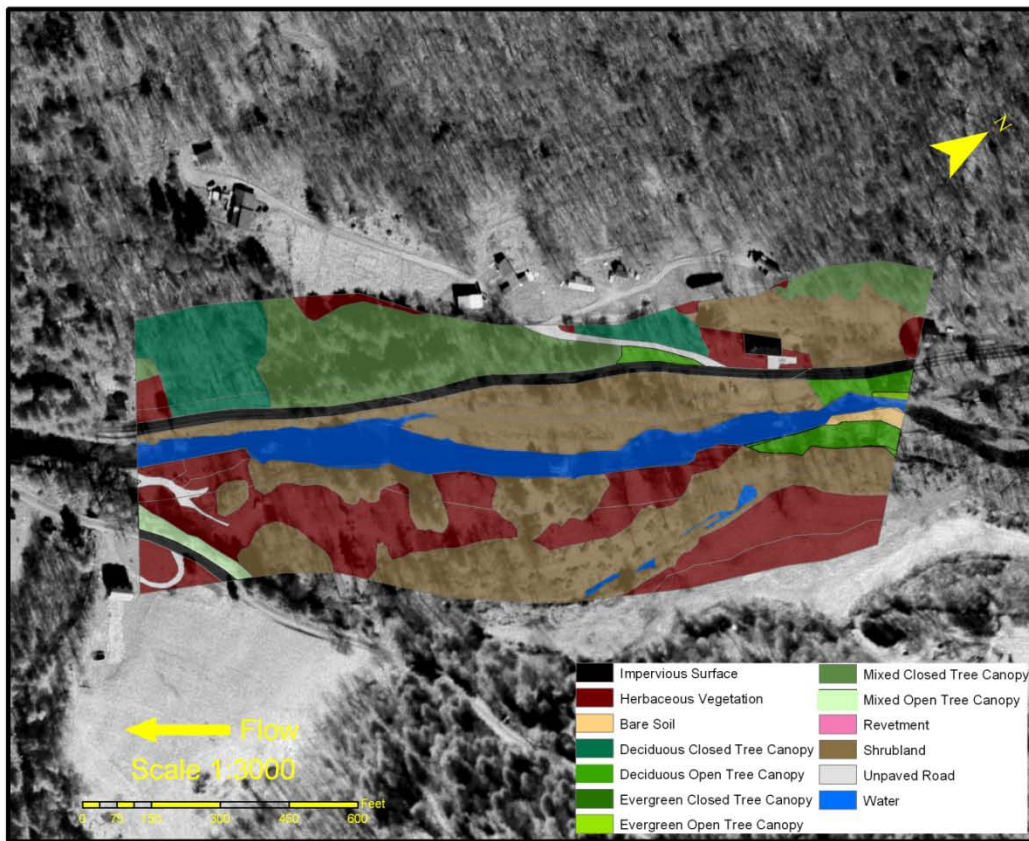 N
Impervious Surface
Herbaceous Vegetation
Bare Soil
Deciduous Closed Tree Canopy
Deciduous Open Tree Canopy
Evergreen Closed Tree Canopy
Evergreen Open Tree Canopy
Mixed Closed Tree Canopy
Mixed Open Tree Canopy
Revetment
Shrubland
Unpaved Road
Water
Flow
Scale 1:3000
Feet
0 75 150 300 450 600